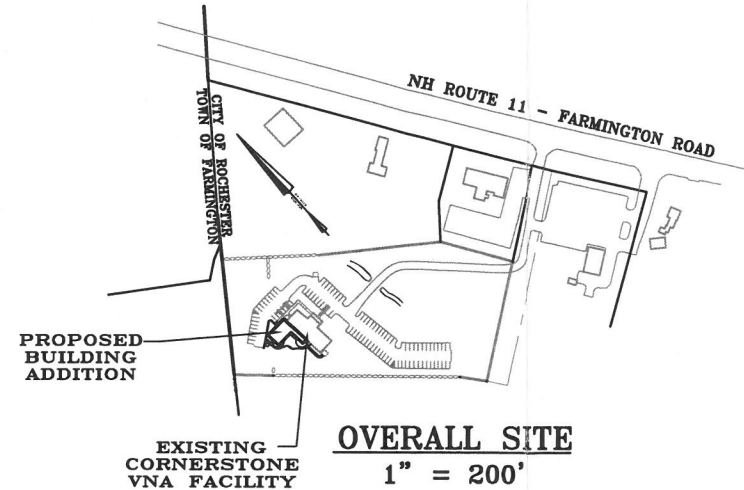 NH ROUTE 11 - FARMINGTON ROAD
CITY OF ROCHESTER
TOWN OF FARMINGTON
PROPOSED
BUILDING
ADDITION
EXISTING
CORNERSTONE
VNA FACILITY
OVERALL SITE
1" = 200'